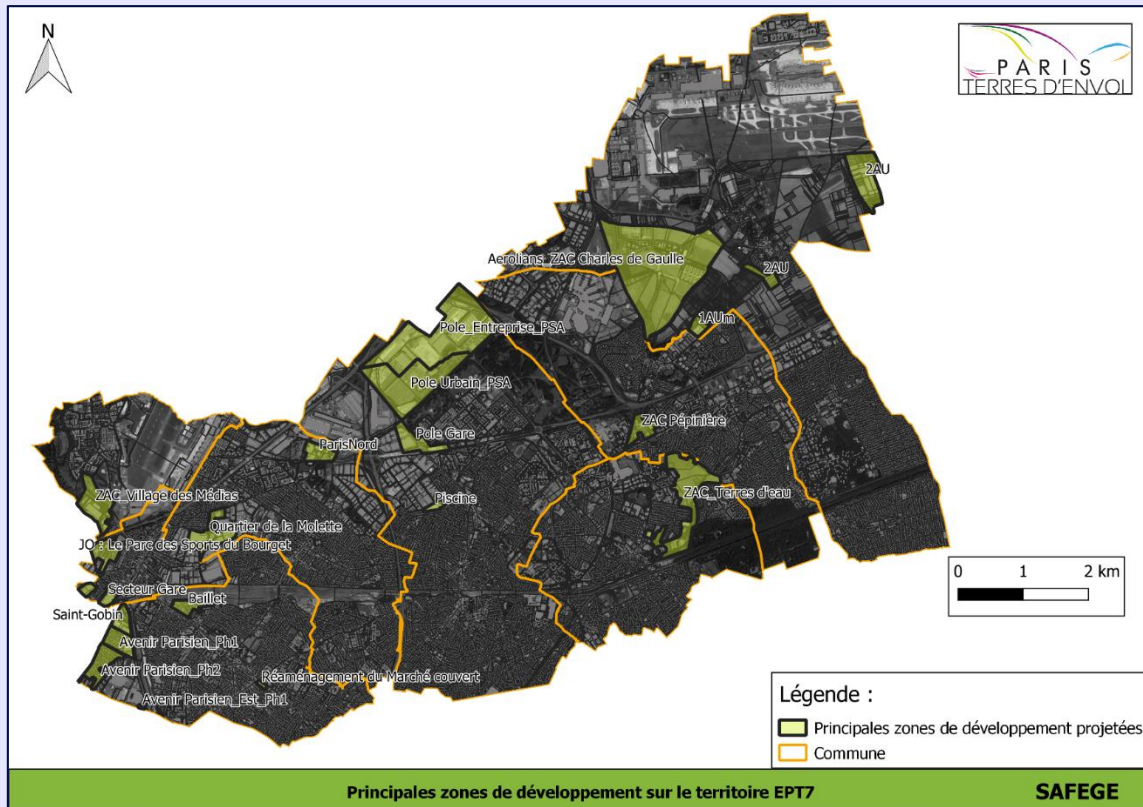 N
PARIS
TERRES D'ENVOL
2AU
Aerolians_ZAC Charles de Gaulle
2AU
1AUm
Pole_Entreprise_PSA
Pole Urbain_PSA
Pole Gare
ZAC Pépinière
ParisNord
ZAC_Terres d'eau
ZAC_Village des Médias
Piscine
Quartier de la Molette
JO : Le Parc des Sports du Bourget
Secteur Gare
Baillet
Saint-Gobin
Avenir Parisien_Ph1
Avenir Parisien_Ph2
Réaménagement du Marché couvert
Avenir Parisien_Est_Ph1
0 1 2 km
Légende :
Principales zones de développement projetées
Commune
Principales zones de développement sur le territoire EPT7
SAFEGE